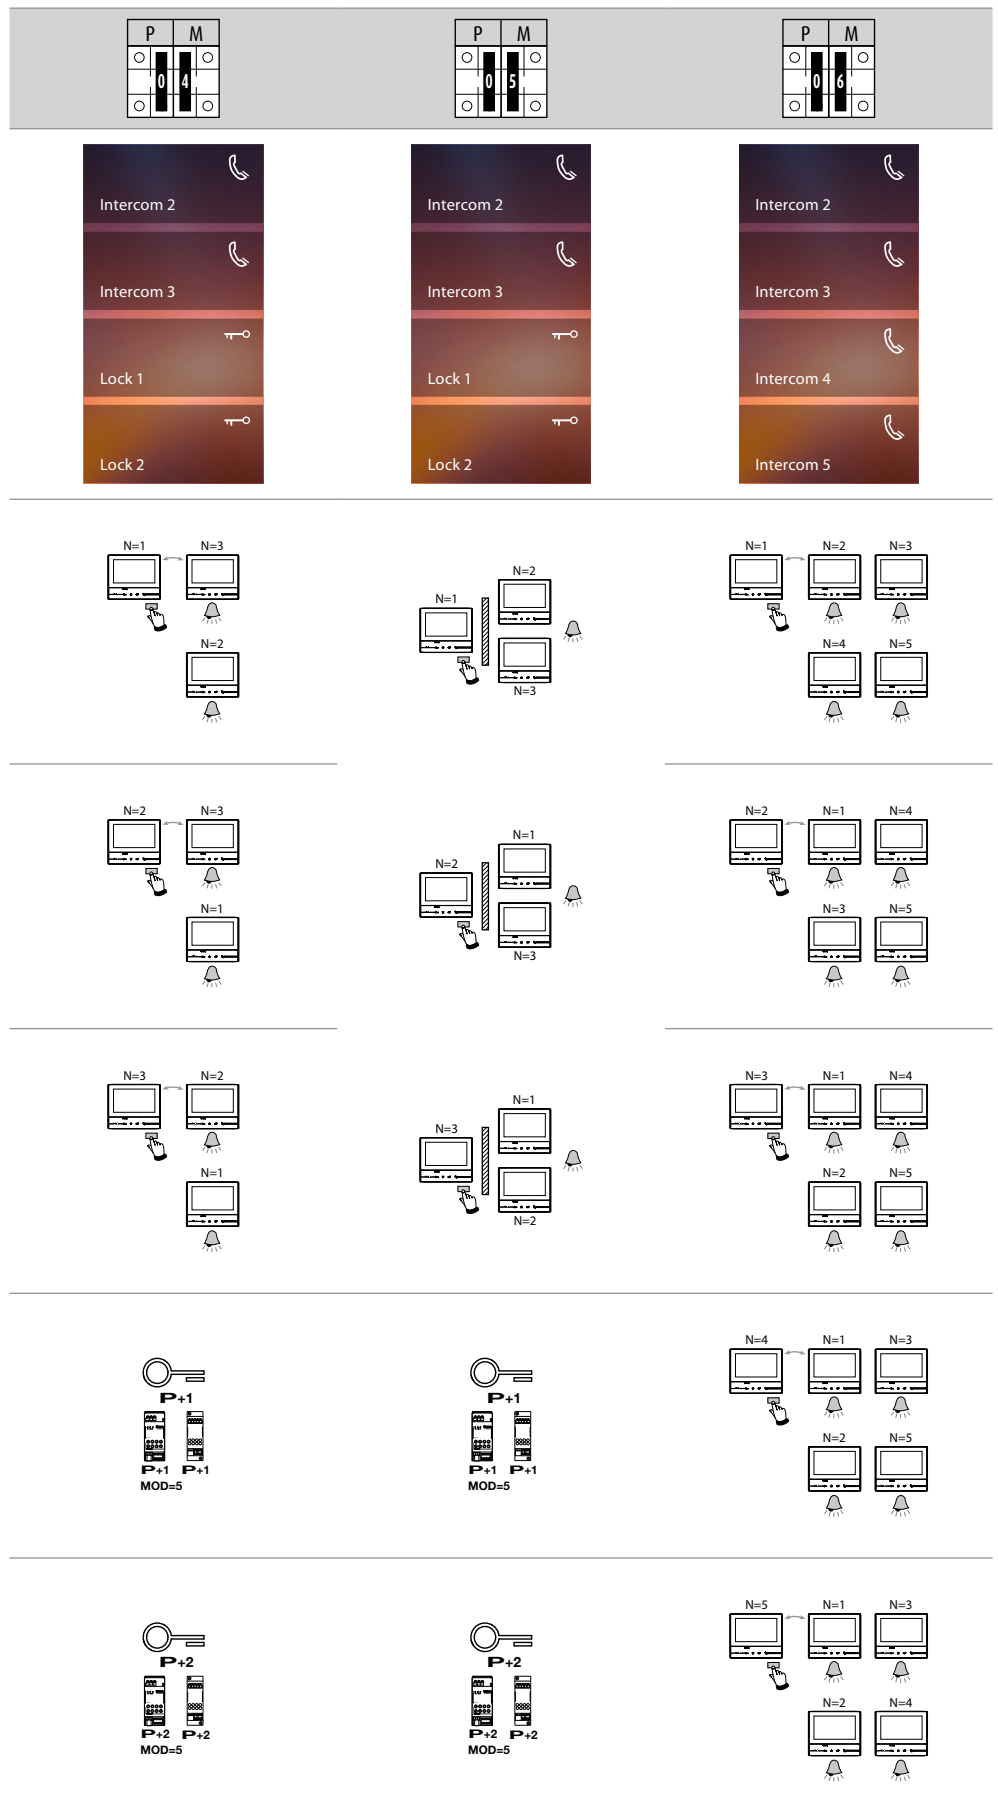 P M
0 4
P M
0 5
P M
0 6
Intercom 2
Intercom 3
Lock 1
Lock 2
Intercom 2
Intercom 3
Lock 1
Lock 2
Intercom 2
Intercom 3
Intercom 4
Intercom 5
N=1 N=3
N=2
N=2
N=1
N=3
N=1 N=2 N=3
N=4 N=5
N=2 N=3
N=1
N=1
N=2
N=3
N=2 N=1 N=4
N=3 N=5
N=3 N=2
N=1
N=1
N=3
N=2
N=3 N=1 N=4
N=2 N=5
P+1
P+1 P+1
MOD=5
P+1
P+1 P+1
MOD=5
N=4 N=1 N=3
N=2 N=5
P+2
P+2 P+2
MOD=5
P+2
P+2 P+2
MOD=5
N=5 N=1 N=3
N=2 N=4